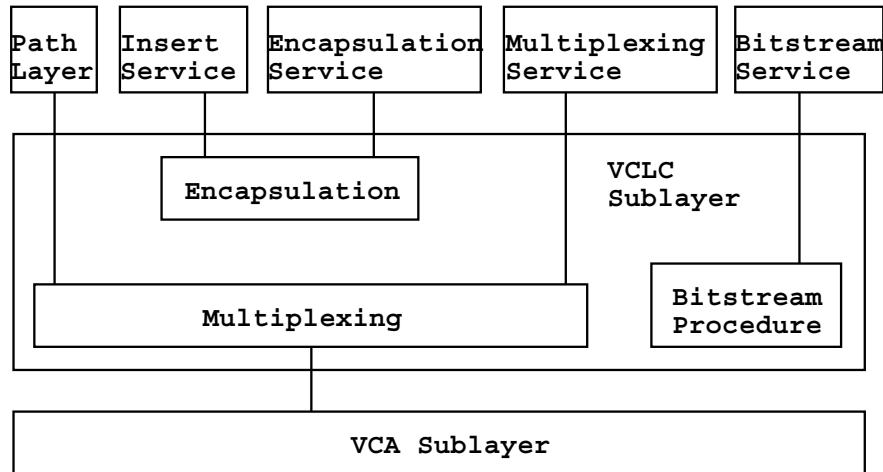 Path
Layer
Insert
Service
Encapsulation
Service
Multiplexing
Service
Bitstream
Service
Encapsulation
VCLC
Sublayer
Multiplexing
Bitstream
Procedure
VCA Sublayer